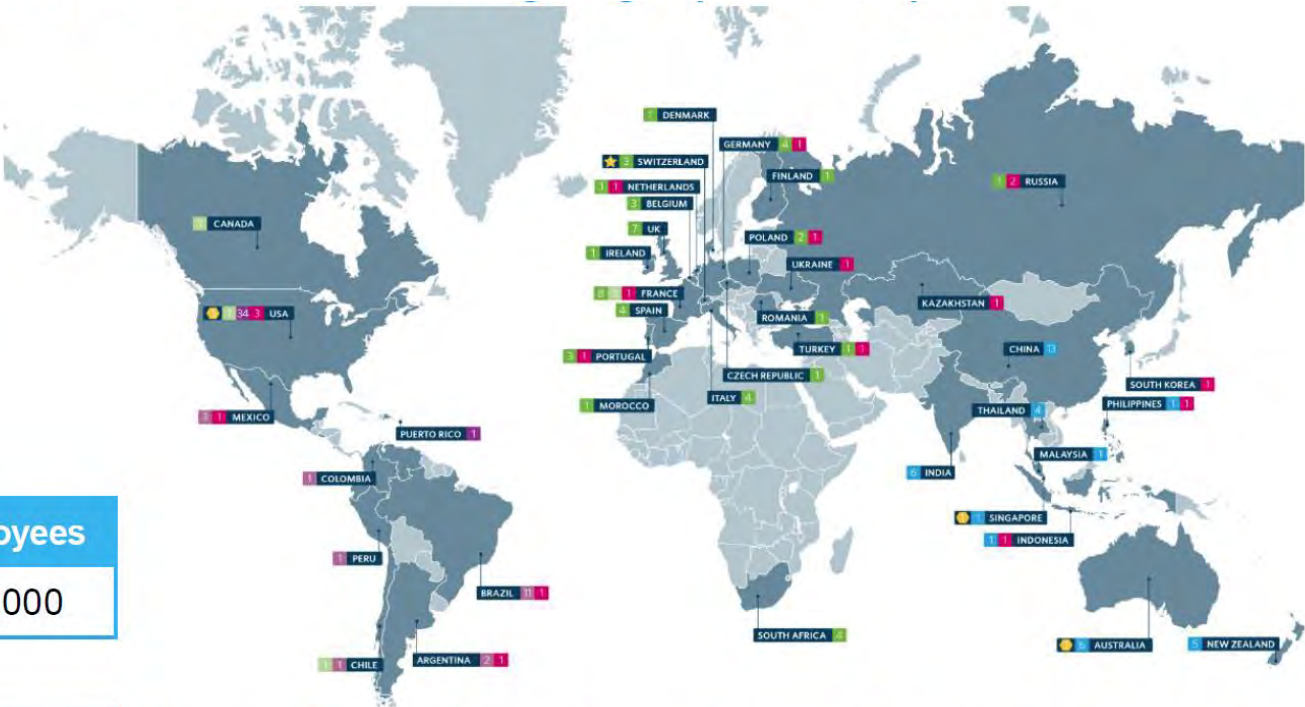 1 DENMARK
GERMANY 4 1
3 SWITZERLAND
FINLAND 1
1 2 RUSSIA
1 1 NETHERLANDS
3 BELGIUM
CANADA
7 UK
POLAND 2 1
1 IRELAND
UKRAINE 1
1 FRANCE
KAZAKHSTAN 1
4 SPAIN
1 34 3 USA
ROMANIA 1
TURKEY 1 1
CHINA 13
3 1 PORTUGAL
CZECH REPUBLIC
SOUTH KOREA 1
ITALY 4
1 MOROCCO
THAILAND 4
PHILIPPINES 1 1
1 MEXICO
PUERTO RICO 1
MALAYSIA 1
6 INDIA
1 COLOMBIA
1 SINGAPORE
oyees
1 1 INDONESIA
1 PERU
000
BRAZIL 11 1
SOUTH AFRICA 4
AUSTRALIA
5 NEW ZEALAND
1 1 CHILE
ARGENTINA 2 1